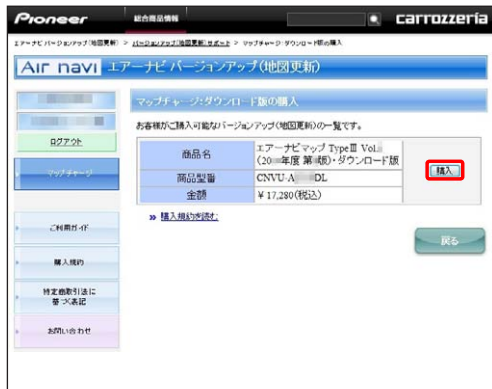 Pioneer
総合商品情報
carrozzeria
エアーナビ バージョンアップ(地図更新) > バージョンアップ(地図更新)サポート > マップチャージ:ダウンロード版の購入
Air navi エアーナビ バージョンアップ(地図更新)
マップチャージ:ダウンロード版の購入
お客様がご購入可能なバージョンアップ(地図更新)の一覧です。
商品名
エアーナビマップ TypeⅢ Vol.
(20 年度 第 版)・ダウンロード版
商品型番
CNVU-A DL
金額
¥ 17,280(税込)
購入
購入規約を読む
戻る
ログアウト
マップチャージ
ご利用ガイド
購入規約
特定商取引法に
基づく表記
お問い合わせ